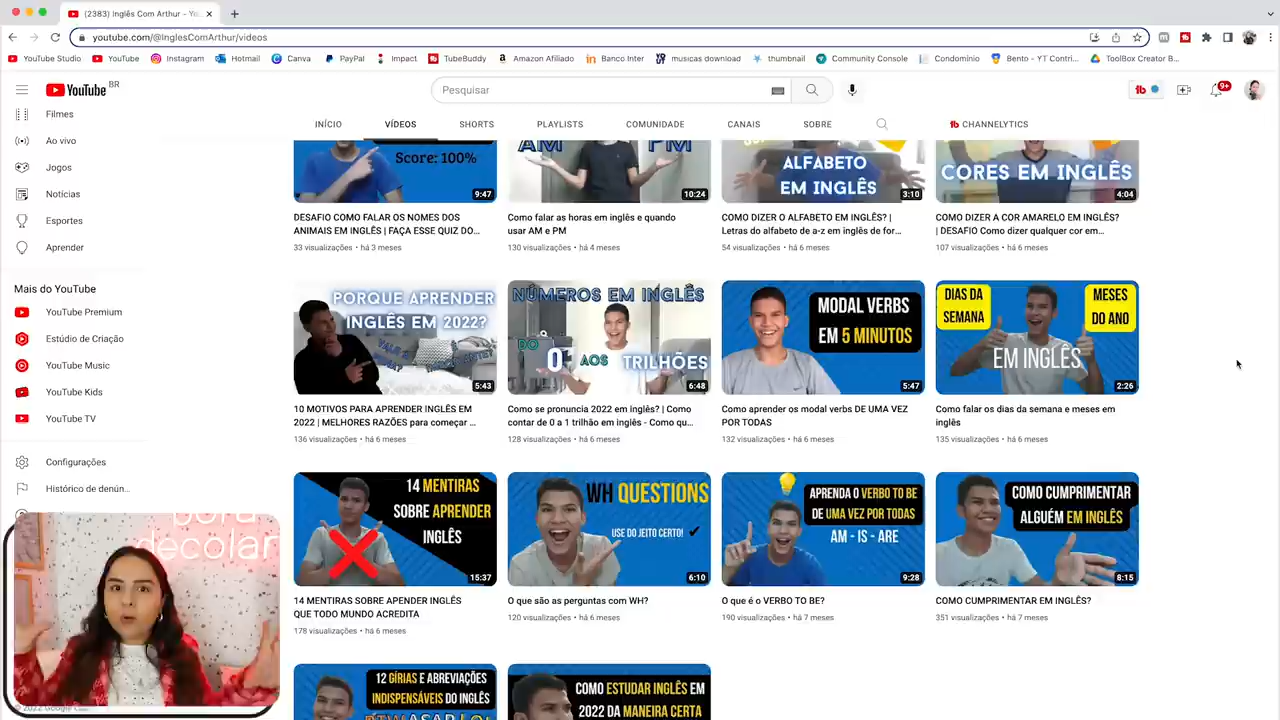 (2383) Inglês Com Arthur - Yo
youtube.com/@InglesComArthur/videos
YouTube Studio
YouTube
Instagram
Hotmail
Canva
PayPal
Impact
TubeBuddy
Amazon Afiliado
Banco Inter
musicas download
thumbnail
Community Console
Condomínio
Bento - YT Contri...
ToolBox Creator B...
YouTube BR
Pesquisar
9+
Filmes
Ao vivo
Jogos
Notícias
Esportes
Aprender
Mais do YouTube
YouTube Premium
Estúdio de Criação
YouTube Music
YouTube Kids
YouTube TV
Configurações
Histórico de denún...
INÍCIO
VÍDEOS
SHORTS
PLAYLISTS
COMUNIDADE
CANAIS
SOBRE
CHANNELYTICS
Score: 100%
9:47
AM PM
10:24
ALFABETO
EM INGLÊS
3:10
CORES EM INGLÊS
4:04
DESAFIO COMO FALAR OS NOMES DOS
ANIMAIS EM INGLÊS | FAÇA ESSE QUIZ DO...
33 visualizações • há 3 meses
Como falar as horas em inglês e quando
usar AM e PM
130 visualizações • há 4 meses
COMO DIZER O ALFABETO EM INGLÊS? |
Letras do alfabeto de a-z em inglês de for...
54 visualizações • há 6 meses
COMO DIZER A COR AMARELO EM INGLÊS?
| DESAFIO Como dizer qualquer cor em...
107 visualizações • há 6 meses
PORQUE APRENDER
INGLÊS EM 2022?
5:43
NÚMEROS EM INGLÊS
DO 0 AOS TRILHÕES
6:48
MODAL VERBS
EM 5 MINUTOS
5:47
DIAS DA
SEMANA
MESES
DO ANO
EM INGLÊS
2:26
10 MOTIVOS PARA APRENDER INGLÊS EM
2022 | MELHORES RAZÕES para começar ...
136 visualizações • há 6 meses
Como se pronuncia 2022 em inglês? | Como
contar de 0 a 1 trilhão em inglês - Como qu...
128 visualizações • há 6 meses
Como aprender os modal verbs DE UMA VEZ
POR TODAS
132 visualizações • há 6 meses
Como falar os dias da semana e meses em
inglês
135 visualizações • há 6 meses
14 MENTIRAS
SOBRE APRENDER
INGLÊS
15:37
WH QUESTIONS
USE DO JEITO CERTO!
6:10
APRENDA O VERBO TO BE
DE UMA VEZ POR TODAS
AM - IS - ARE
9:28
COMO CUMPRIMENTAR
ALGUÉM EM INGLÊS
8:15
14 MENTIRAS SOBRE APENDER INGLÊS
QUE TODO MUNDO ACREDITA
178 visualizações • há 6 meses
O que são as perguntas com WH?
120 visualizações • há 6 meses
O que é o VERBO TO BE?
190 visualizações • há 7 meses
COMO CUMPRIMENTAR EM INGLÊS?
351 visualizações • há 7 meses
12 GÍRIAS E ABREVIAÇÕES
INDISPENSÁVEIS DO INGLÊS
COMO ESTUDAR INGLÊS EM
2022 DA MANEIRA CERTA
bora
decolar